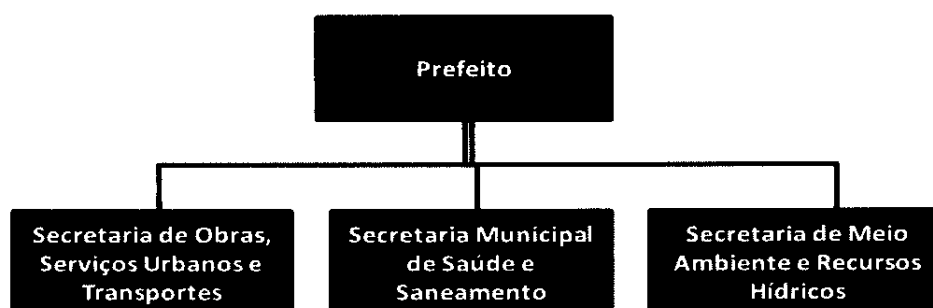 Prefeito
Secretaria de Obras,
Serviços Urbanos e
Transportes
Secretaria Municipal
de Saúde e
Saneamento
Secretaria de Meio
Ambiente e Recursos
Hídricos